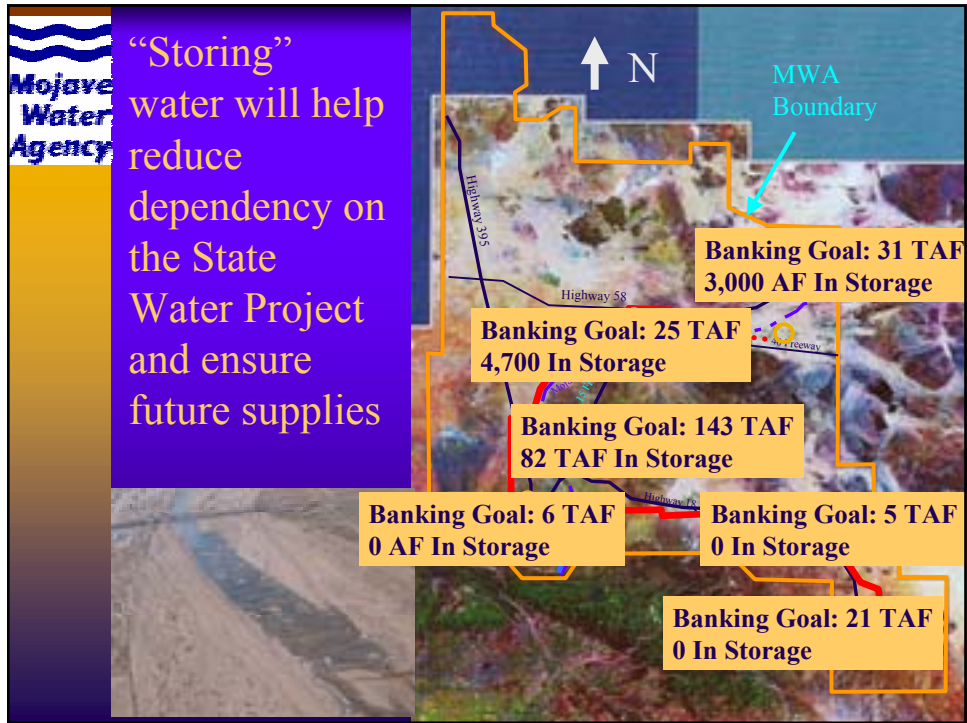 Mojave
Water
Agency
“Storing”
water will help
reduce
dependency on
the State
Water Project
and ensure
future supplies
N
MWA
Boundary
Highway 395
Banking Goal: 31 TAF
3,000 AF In Storage
Highway 58
Banking Goal: 25 TAF
4,700 In Storage
Freeway
Banking Goal: 143 TAF
82 TAF In Storage
Highway 18
Banking Goal: 6 TAF
0 AF In Storage
Banking Goal: 5 TAF
0 In Storage
Banking Goal: 21 TAF
0 In Storage